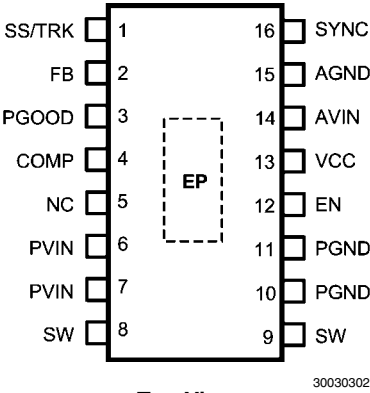 SS/TRK 1 16 SYNC
FB 2 15 AGND
PGOOD 3 14 AVIN
COMP 4 13 VCC
EP
NC 5 12 EN
PVIN 6 11 PGND
PVIN 7 10 PGND
SW 8 9 SW
30030302